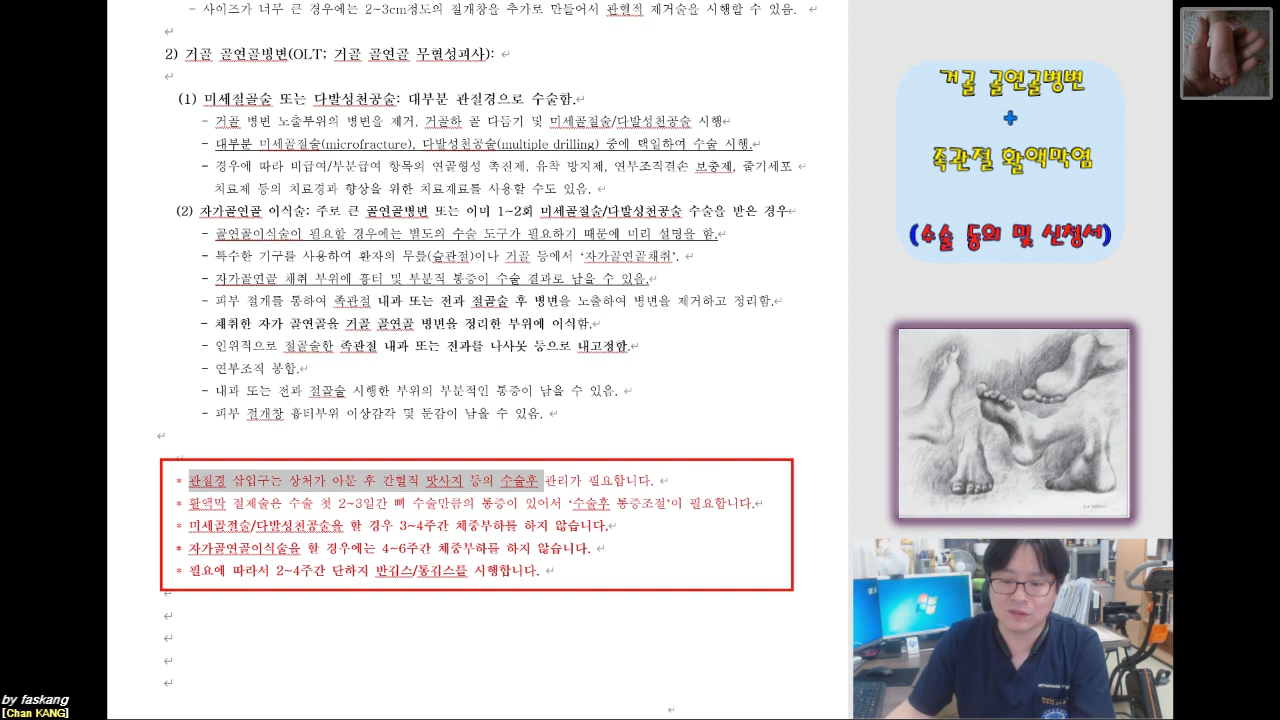 - 사이즈가 너무 큰 경우에는 2~3cm정도의 절개창을 추가로 만들어서 관혈적 제거술을 시행할 수 있음.
2) 거골 골연골병변(OLT; 거골 골연골 무혈성괴사):
(1) 미세절골술 또는 다발성천공술: 대부분 관절경으로 수술함.
- 거골 병변 노출부위의 병변을 제거, 거골하 골 다듬기 및 미세골절술/다발성천공술 시행
- 대부분 미세골절술(microfracture), 다발성천공술(multiple drilling) 중에 택일하여 수술 시행.
- 경우에 따라 비급여/부분급여 항목의 연골형성 촉진제, 유착 방지제, 연부조직결손 보충제, 줄기세포
치료제 등의 치료경과 향상을 위한 치료재료를 사용할 수도 있음.
(2) 자가골연골 이식술: 주로 큰 골연골병변 또는 이미 1~2회 미세골절술/다발성천공술 수술을 받은 경우
- 골연골이식술이 필요할 경우에는 별도의 수술 도구가 필요하기 때문에 미리 설명을 함.
- 특수한 기구를 사용하여 환자의 무릎(슬관절)이나 거골 등에서 '자가골연골채취'.
- 자가골연골 채취 부위에 흉터 및 부분적 통증이 수술 결과로 남을 수 있음.
- 피부 절개를 통하여 족관절 내과 또는 전과 절골술 후 병변을 노출하여 병변을 제거하고 정리함.
- 채취한 자가 골연골을 거골 골연골 병변을 정리한 부위에 이식함.
- 인위적으로 절골술한 족관절 내과 또는 전과를 나사못 등으로 내고정함.
- 연부조직 봉합.
- 내과 또는 전과 절골술 시행한 부위의 부분적인 통증이 남을 수 있음.
- 피부 절개창 흉터부위 이상감각 및 둔감이 남을 수 있음.
* 관절경 삽입구는 상처가 아문 후 간헐적 맛사지 등의 수술후 관리가 필요합니다.
* 활액막 절제술은 수술 첫 2~3일간 뼈 수술만큼의 통증이 있어서 '수술후 통증조절'이 필요합니다.
* 미세골절술/다발성천공술을 할 경우 3~4주간 체중부하를 하지 않습니다.
* 자가골연골이식술을 할 경우에는 4~6주간 체중부하를 하지 않습니다.
* 필요에 따라서 2~4주간 단하지 반깁스/통깁스를 시행합니다.
거골 골연골병변
+
족관절 활액막염
(수술 동의 및 신청서)
by faskang
[Chan KANG]